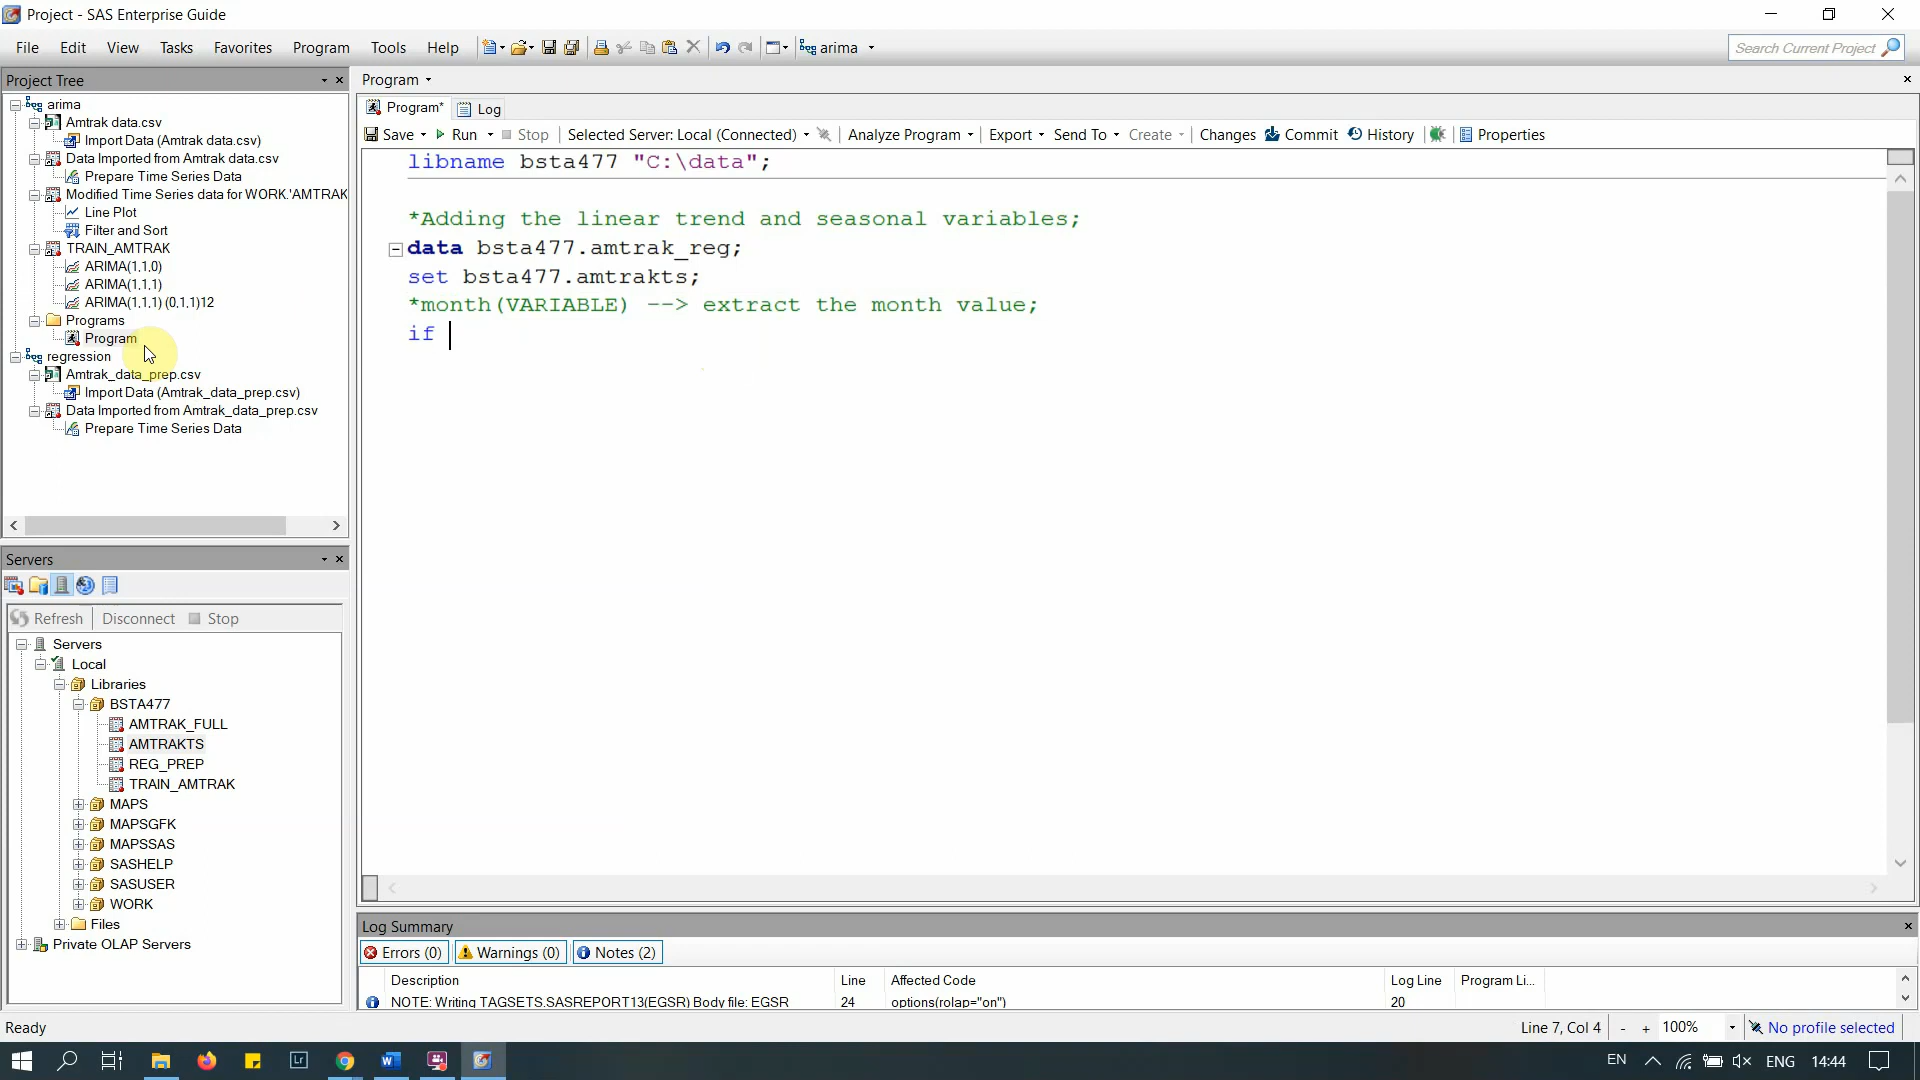 Project - SAS Enterprise Guide
File Edit View Tasks Favorites Program Tools Help arima Search Current Project
Project Tree
arima
Amtrak data.csv
Import Data (Amtrak data.csv)
Data Imported from Amtrak data.csv
Prepare Time Series Data
Modified Time Series data for WORK.'AMTRAK
Line Plot
Filter and Sort
TRAIN_AMTRAK
ARIMA(1,1,0)
ARIMA(1,1,1)
ARIMA(1,1,1) (0,1,1)12
Programs
Program
regression
Amtrak_data_prep.csv
Import Data (Amtrak_data_prep.csv)
Data Imported from Amtrak_data_prep.csv
Prepare Time Series Data
Servers
Refresh Disconnect Stop
Servers
Local
Libraries
BSTA477
AMTRAK_FULL
AMTRAKTS
REG_PREP
TRAIN_AMTRAK
MAPS
MAPSGFK
MAPSSAS
SASHELP
SASUSER
WORK
Files
Private OLAP Servers
Program
Program* Log
Save Run Stop Selected Server: Local (Connected) Analyze Program Export Send To Create Changes Commit History Properties
libname bsta477 "C:\data";
*Adding the linear trend and seasonal variables;
data bsta477.amtrak_reg;
set bsta477.amtrakts;
*month(VARIABLE) --> extract the month value;
if
Log Summary
Errors (0) Warnings (0) Notes (2)
Description Line Affected Code Log Line Program Li...
NOTE: Writing TAGSETS.SASREPORT13(EGSR) Body file: EGSR 24 options(rolap="on") 20
Ready Line 7, Col 4 - + 100% No profile selected
Lr EN ENG 14:44